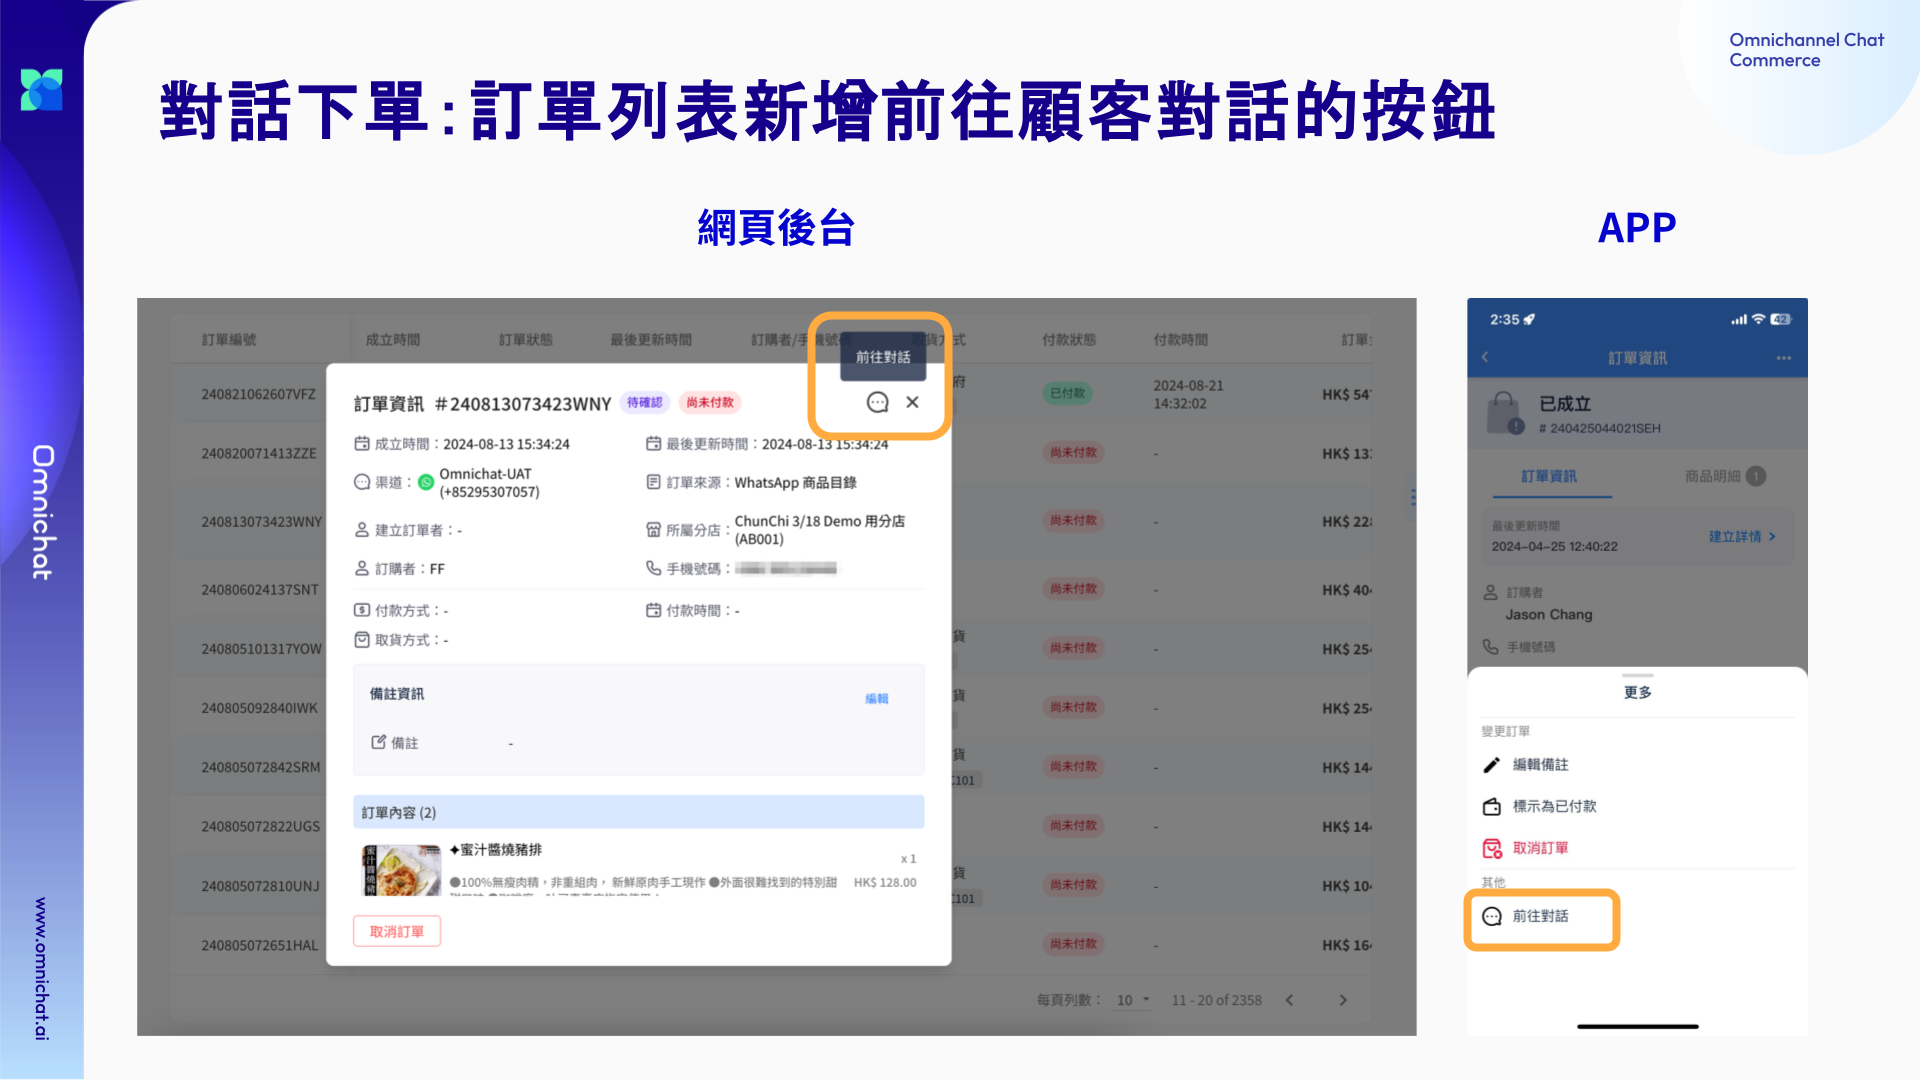 Omnichannel Chat
Commerce
對話下單:訂單列表新增前往顧客對話的按鈕
網頁後台
APP
Omnichat
www.omnichat.ai
訂單編號 成立時間 訂單狀態 最後更新時間 訂購者/手機號碼 取貨方式 付款狀態 付款時間 訂單
240821062607VFZ 已付款 2024-08-21 14:32:02 HK$ 54
240820071413ZZE 尚未付款 - HK$ 13
240813073423WNY 尚未付款 - HK$ 22
240806024137SNT 尚未付款 - HK$ 40
240805101317YOW 貨 尚未付款 - HK$ 25
240805092840IWK 貨 尚未付款 - HK$ 25
240805072842SRM 貨 C101 尚未付款 - HK$ 14
240805072822UGS 尚未付款 - HK$ 14
240805072810UNJ 貨 C101 尚未付款 - HK$ 10
240805072651HAL 尚未付款 - HK$ 16
每頁列數： 10 11 - 20 of 2358
前往對話
訂單資訊 #240813073423WNY 待確認 尚未付款
成立時間：2024-08-13 15:34:24 最後更新時間：2024-08-13 15:34:24
渠道： Omnichat-UAT (+85295307057) 訂單來源：WhatsApp 商品目錄
建立訂單者：- 所屬分店：ChunChi 3/18 Demo 用分店 (AB001)
訂購者：FF 手機號碼：
付款方式：- 付款時間：-
取貨方式：-
備註資訊 編輯
備註 -
訂單內容 (2)
✦蜜汁醬燒豬排
x 1
●100%無瘦肉精，非重組肉， 新鮮原肉手工現作 ●外面很難找到的特別甜 HK$ 128.00
取消訂單
2:35 42
訂單資訊
已成立
# 240425044021SEH
訂單資訊 商品明細 1
最後更新時間
2024-04-25 12:40:22 建立詳情
訂購者
Jason Chang
手機號碼
更多
變更訂單
編輯備註
標示為已付款
取消訂單
其他
前往對話